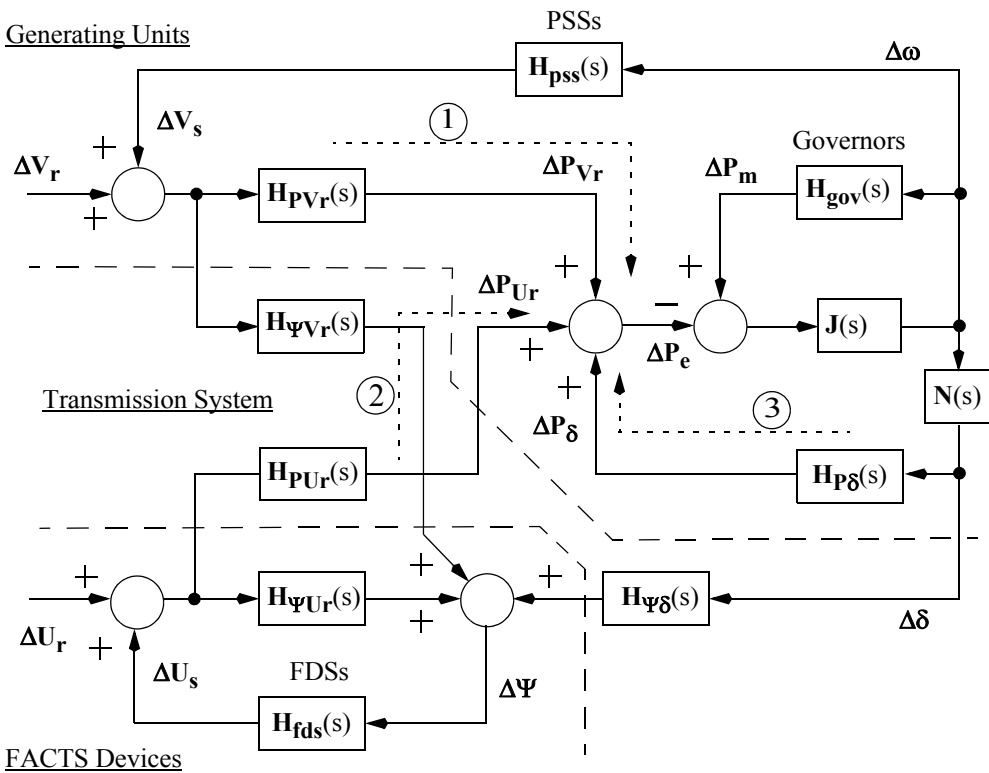 PSSs
Generating Units
H_pss(s)
Δω
ΔV_s
+
1
Governors
ΔV_r
ΔP_Vr
ΔP_m
H_PVr(s)
H_gov(s)
+
+
+
ΔP_Ur
H_ΨVr(s)
−
J(s)
+
ΔP_e
+
Transmission System
2
3
N(s)
ΔP_δ
H_PUr(s)
H_Pδ(s)
+
+
+
H_ΨUr(s)
H_Ψδ(s)
ΔU_r
+
+
Δδ
ΔU_s
FDSs
ΔΨ
H_fds(s)
FACTS Devices